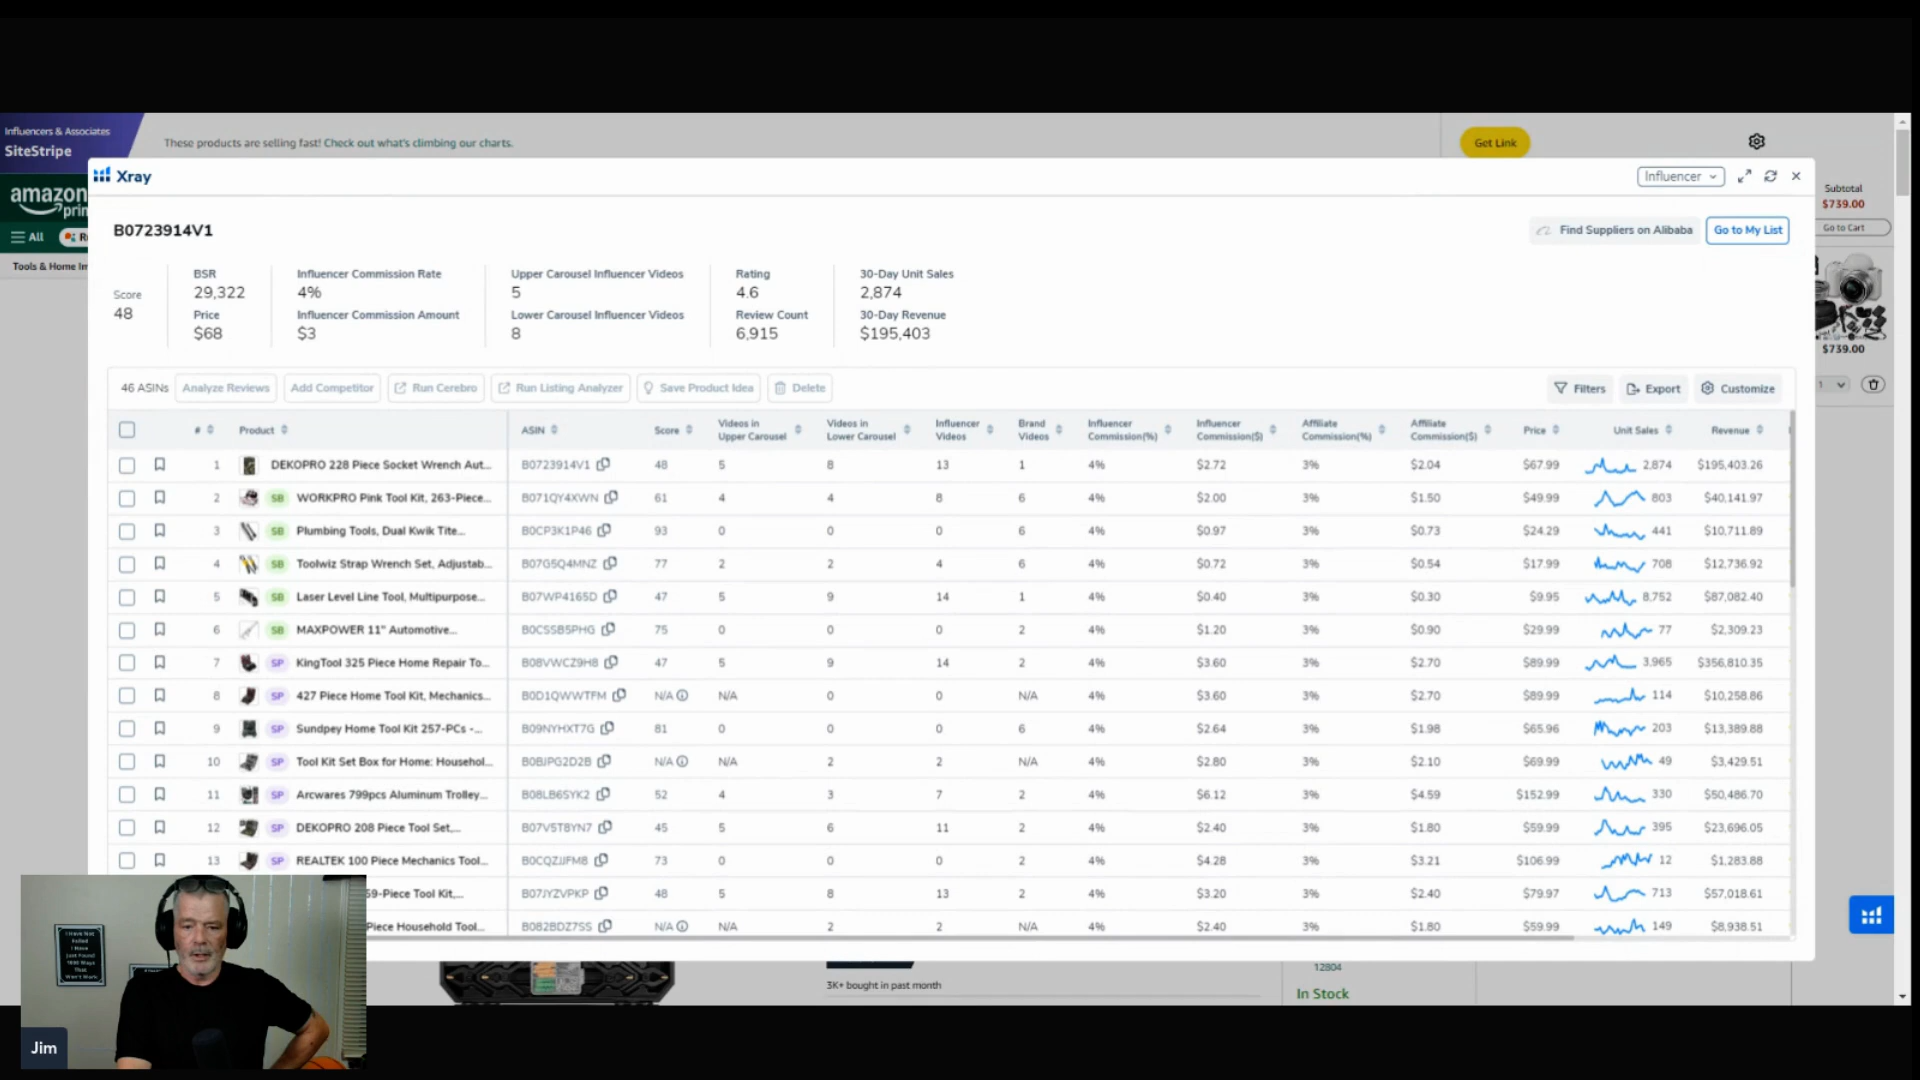 Influencers & Associates
SiteStripe
These products are selling fast! Check out what's climbing our charts.
Get Link
amazon
prim
All
R
Tools & Home Im
Xray
Influencer
Subtotal
$739.00
Go to Cart
$739.00
1
B0723914V1
Find Suppliers on Alibaba
Go to My List
Score
48
BSR
29,322
Price
$68
Influencer Commission Rate
4%
Influencer Commission Amount
$3
Upper Carousel Influencer Videos
5
Lower Carousel Influencer Videos
8
Rating
4.6
Review Count
6,915
30-Day Unit Sales
2,874
30-Day Revenue
$195,403
46 ASINs Analyze Reviews Add Competitor Run Cerebro Run Listing Analyzer Save Product Idea Delete Filters Export Customize
# Product ASIN Score Videos in Upper Carousel Videos in Lower Carousel Influencer Videos Brand Videos Influencer Commission(%) Influencer Commission($) Affiliate Commission(%) Affiliate Commission($) Price Unit Sales Revenue
1 DEKOPRO 228 Piece Socket Wrench Aut... B0723914V1 48 5 8 13 1 4% $2.72 3% $2.04 $67.99 2,874 $195,403.26
2 SB WORKPRO Pink Tool Kit, 263-Piece... B071QY4XWN 61 4 4 8 6 4% $2.00 3% $1.50 $49.99 803 $40,141.97
3 SB Plumbing Tools, Dual Kwik Tite... B0CP3K1P46 93 0 0 0 6 4% $0.97 3% $0.73 $24.29 441 $10,711.89
4 SB Toolwiz Strap Wrench Set, Adjustab... B07G5Q4MNZ 77 2 2 4 6 4% $0.72 3% $0.54 $17.99 708 $12,736.92
5 SB Laser Level Line Tool, Multipurpose... B07WP4165D 47 5 9 14 1 4% $0.40 3% $0.30 $9.95 8,752 $87,082.40
6 SB MAXPOWER 11" Automotive... B0CSSB5PHG 75 0 0 0 2 4% $1.20 3% $0.90 $29.99 77 $2,309.23
7 SP KingTool 325 Piece Home Repair To... B08VWCZ9H8 47 5 9 14 2 4% $3.60 3% $2.70 $89.99 3,965 $356,810.35
8 SP 427 Piece Home Tool Kit, Mechanics... B0D1QWWTFM N/A N/A 0 0 N/A 4% $3.60 3% $2.70 $89.99 114 $10,258.86
9 SP Sundpey Home Tool Kit 257-PCs -... B09NYHXT7G 81 0 0 0 6 4% $2.64 3% $1.98 $65.96 203 $13,389.88
10 SP Tool Kit Set Box for Home: Househol... B0BJPG2D2B N/A N/A 2 2 N/A 4% $2.80 3% $2.10 $69.99 49 $3,429.51
11 SP Arcwares 799pcs Aluminum Trolley... B08LB6SYK2 52 4 3 7 2 4% $6.12 3% $4.59 $152.99 330 $50,486.70
12 SP DEKOPRO 208 Piece Tool Set,... B07V5T8YN7 45 5 6 11 2 4% $2.40 3% $1.80 $59.99 395 $23,696.05
13 SP REALTEK 100 Piece Mechanics Tool... B0CQZJJFM8 73 0 0 0 2 4% $4.28 3% $3.21 $106.99 12 $1,283.88
59-Piece Tool Kit,... B07JYZVPKP 48 5 8 13 2 4% $3.20 3% $2.40 $79.97 713 $57,018.61
Piece Household Tool... B082BDZ7SS N/A N/A 2 2 N/A 4% $2.40 3% $1.80 $59.99 149 $8,938.51
3K+ bought in past month
12804
In Stock
I Have Not
Failed
I Have
Just Found
Ways
That
Won't Work
Jim